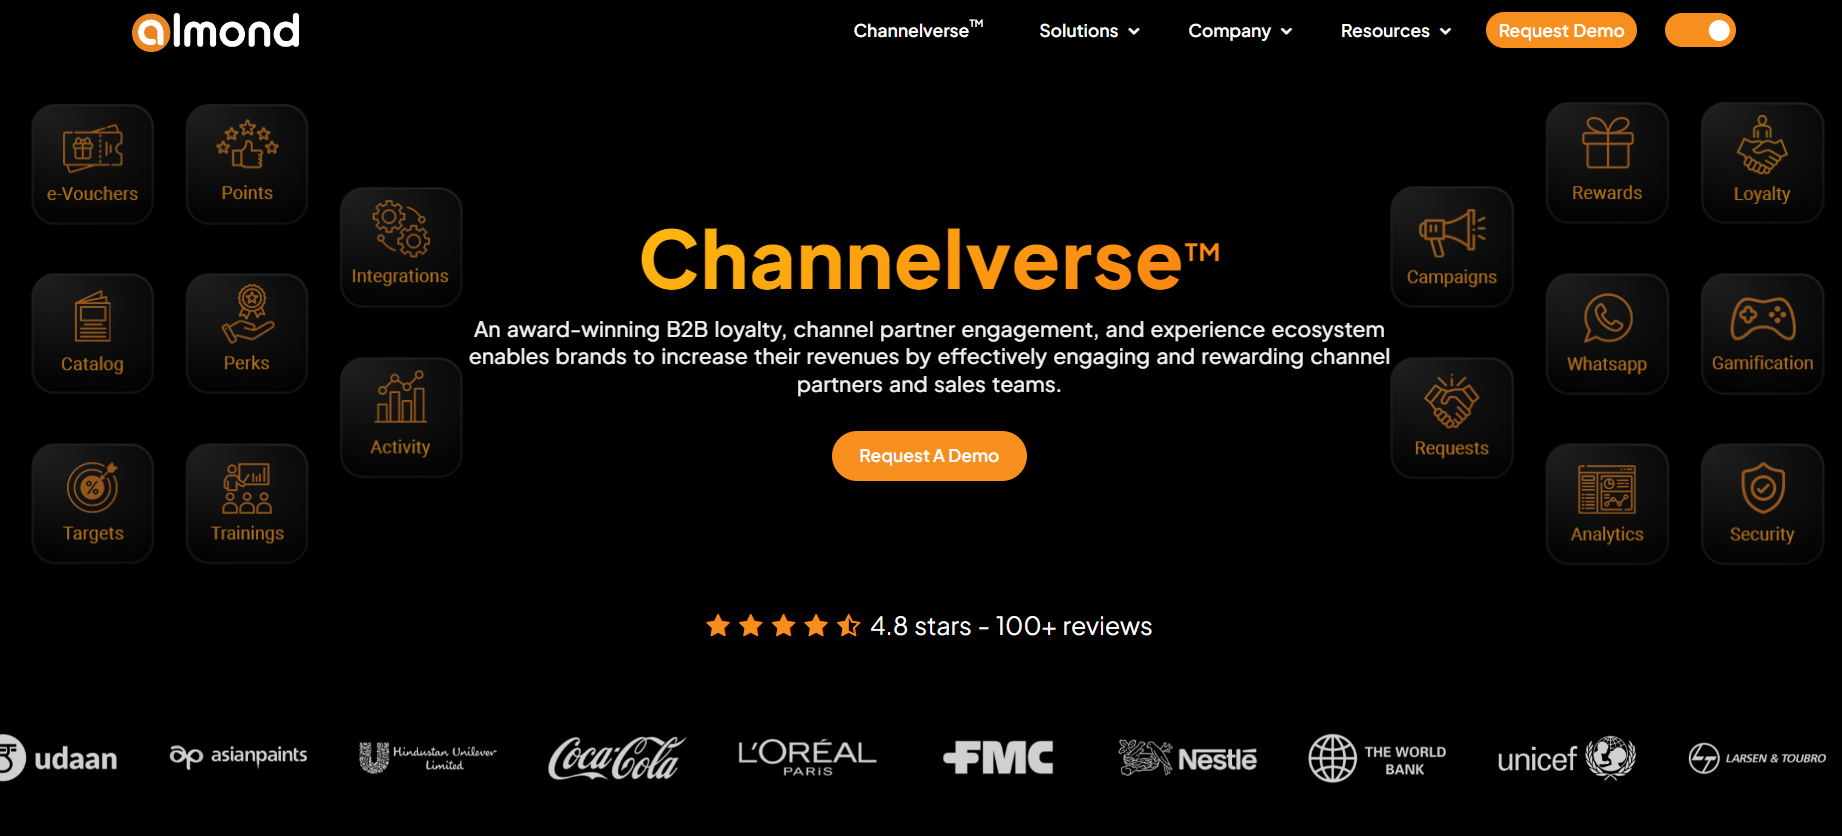 almond
Channelverse™
Solutions
Company
Resources
Request Demo
e-Vouchers
Points
Integrations
Catalog
Perks
Activity
Targets
Trainings
Channelverse™
An award-winning B2B loyalty, channel partner engagement, and experience ecosystem
enables brands to increase their revenues by effectively engaging and rewarding channel
partners and sales teams.
Request A Demo
Campaigns
Rewards
Loyalty
Requests
Whatsapp
Gamification
Analytics
Security
4.8 stars - 100+ reviews
udaan
ap asianpaints
Hindustan Unilever
Limited
Coca-Cola
L'ORÉAL
PARIS
FMC
Nestlé
THE WORLD
BANK
unicef
LARSEN & TOUBRO